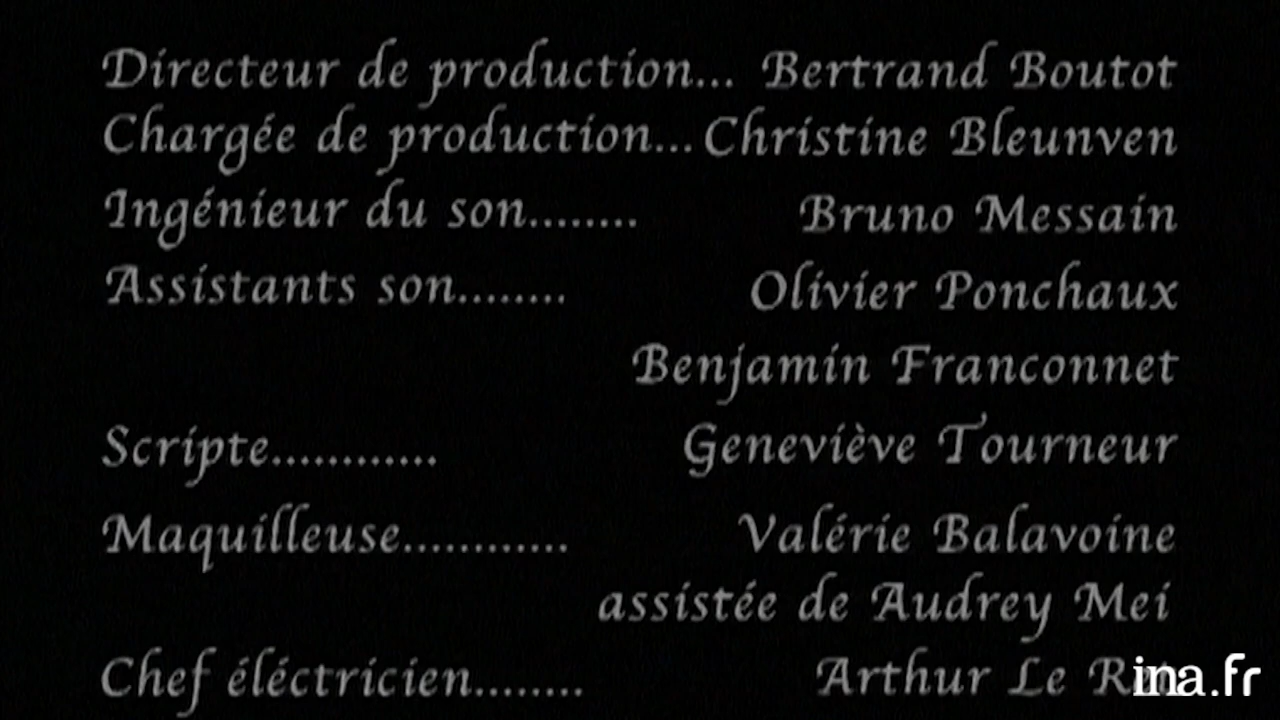 Directeur de production... Bertrand Boutot
Chargée de production... Christine Bleunven
Ingénieur du son........ Bruno Messain
Assistants son........ Olivier Ponchaux
Benjamin Franconnet
Scripte............ Geneviève Tourneur
Maquilleuse............ Valérie Balavoine
assistée de Audrey Mei
Chef éléctricien........ Arthur Le
ina.fr